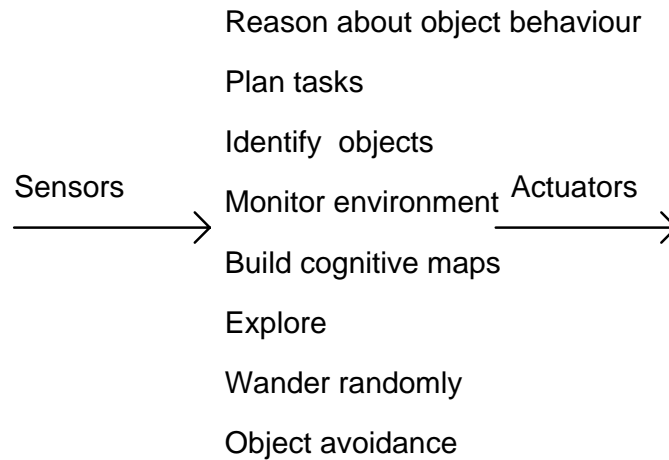 Reason about object behaviour
Plan tasks
Identify objects
Sensors
Monitor environment
Actuators
Build cognitive maps
Explore
Wander randomly
Object avoidance